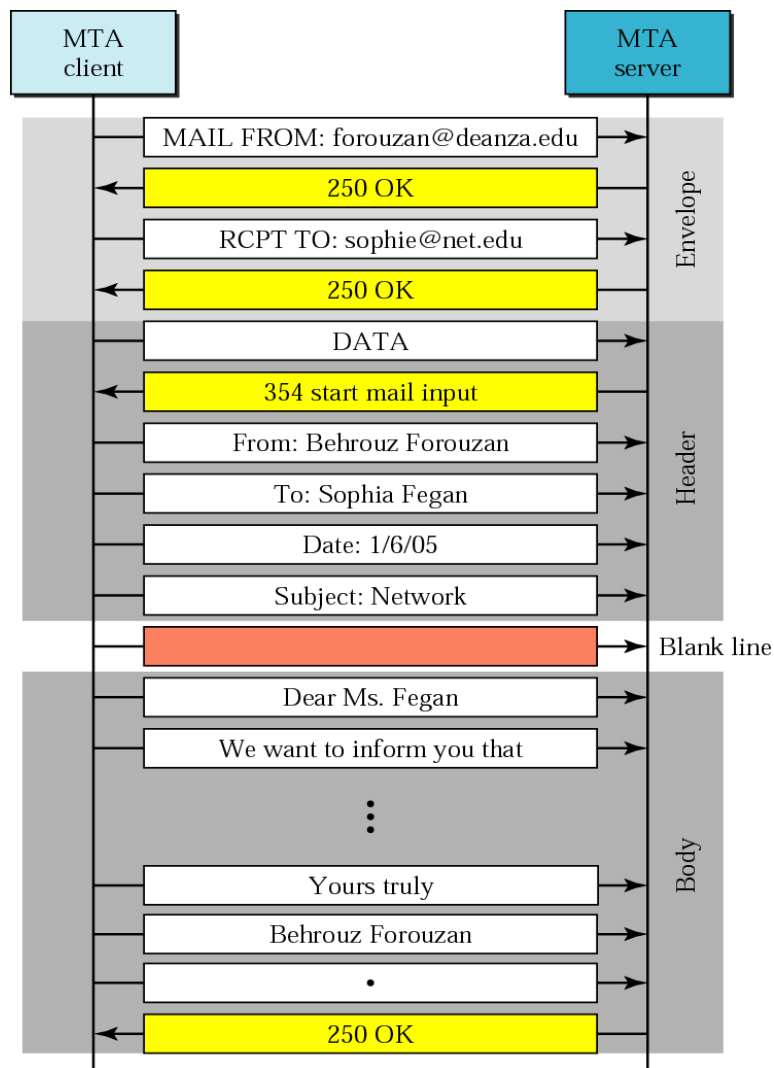 MTA
client
MTA
server
MAIL FROM: forouzan@deanza.edu
250 OK
RCPT TO: sophie@net.edu
250 OK
Envelope
DATA
354 start mail input
From: Behrouz Forouzan
To: Sophia Fegan
Date: 1/6/05
Subject: Network
Header
Blank line
Dear Ms. Fegan
We want to inform you that
⋮
Yours truly
Behrouz Forouzan
•
250 OK
Body